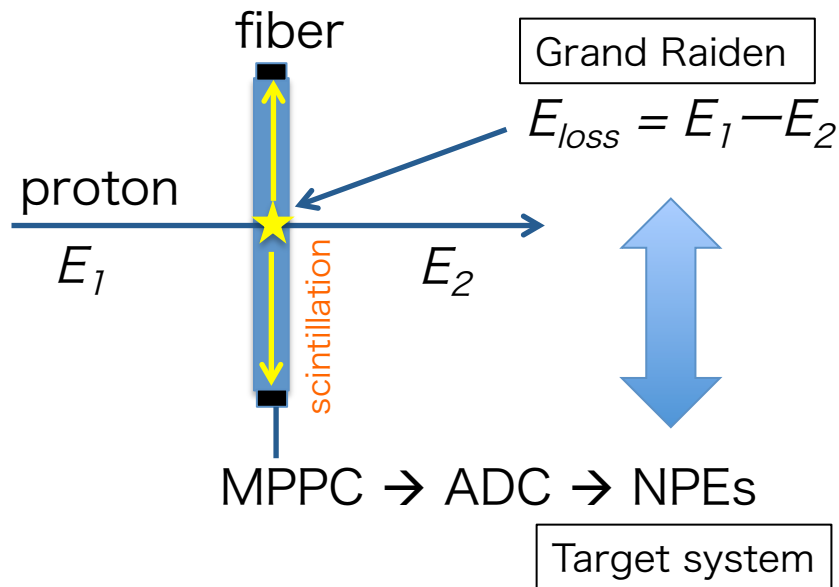 fiber
Grand Raiden
E_loss = E_1－E_2
proton
E_1
E_2
scintillation
MPPC → ADC → NPEs
Target system